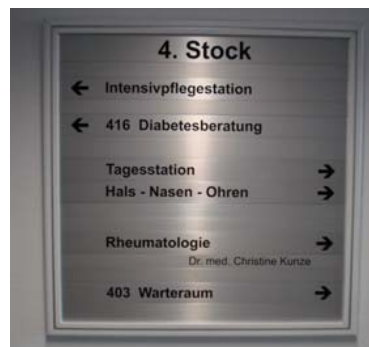 4. Stock
← Intensivpflegestation
← 416 Diabetesberatung
Tagesstation →
Hals - Nasen - Ohren →
Rheumatologie →
Dr. med. Christine Kunze
403 Warteraum →